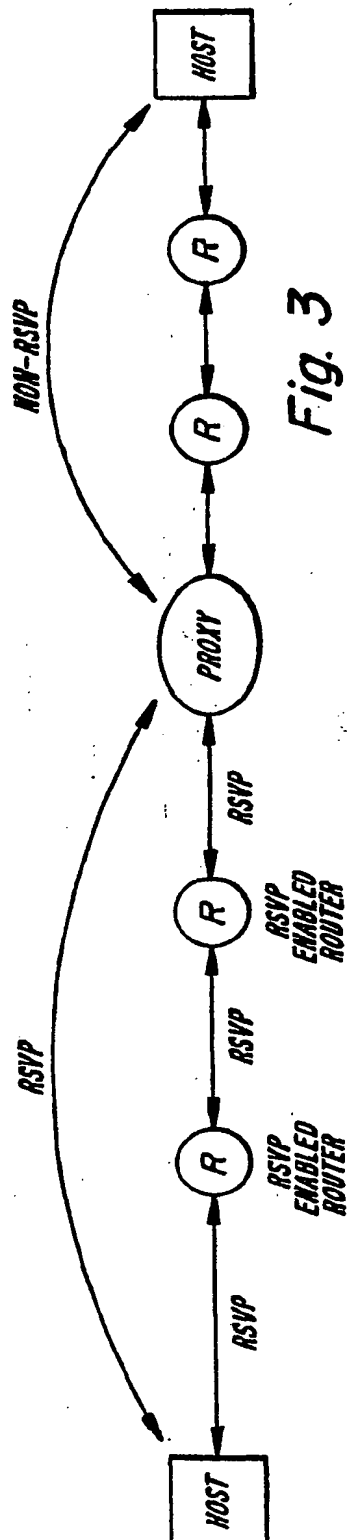 RSVP
NON-RSVP
HOST
RSVP
R
RSVP
R
RSVP
PROXY
R
R
HOST
RSVP
ENABLED
ROUTER
RSVP
ENABLED
ROUTER
Fig. 3